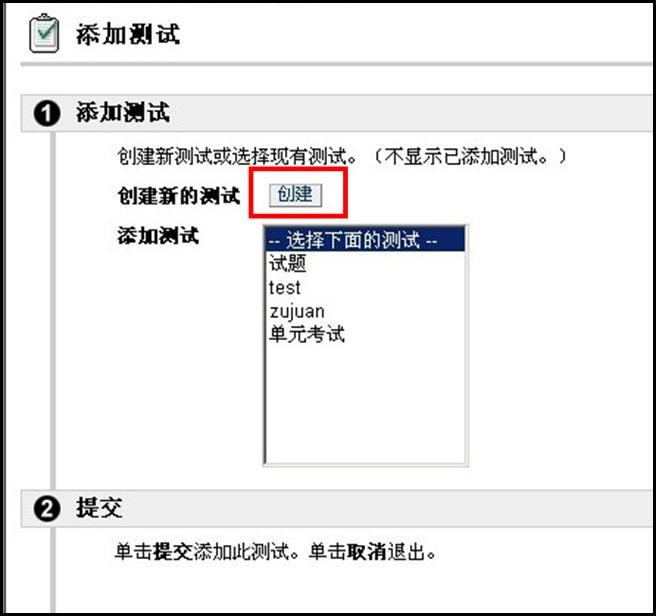 添加测试
1 添加测试
创建新测试或选择现有测试。（不显示已添加测试。）
创建新的测试 创建
添加测试
-- 选择下面的测试 --
试题
test
zujuan
单元考试
2 提交
单击提交添加此测试。单击取消退出。